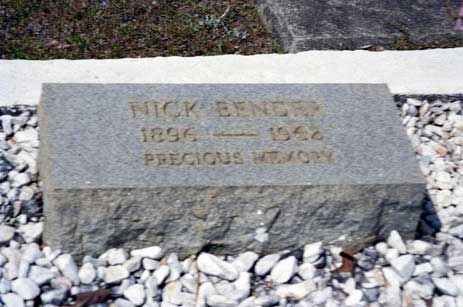 NICK BENDER
1896 — 1962
PRECIOUS MEMORY